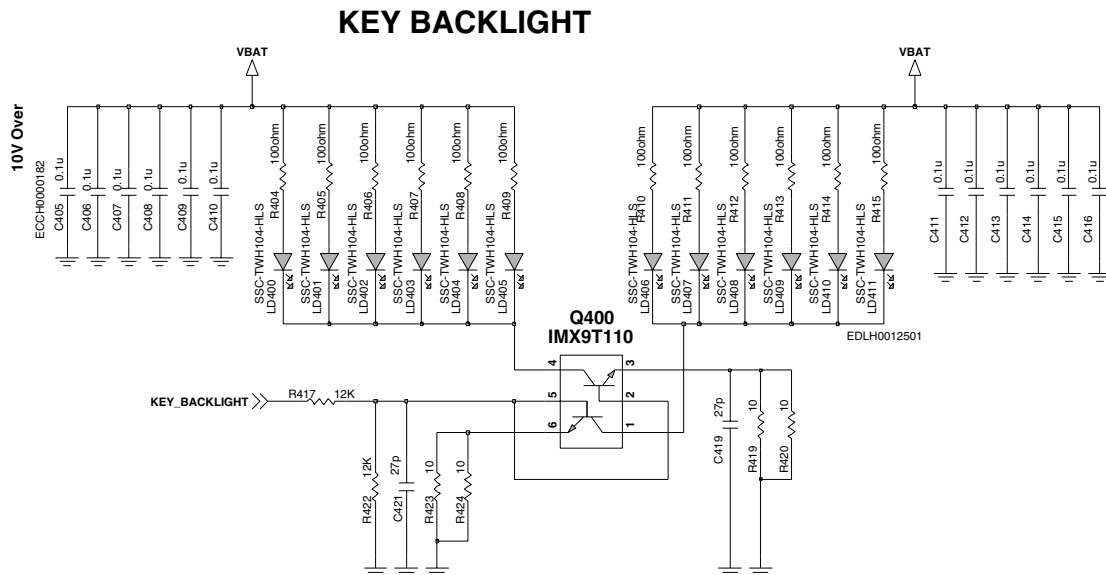 KEY BACKLIGHT
VBAT
VBAT
10V Over
ECCH0000182
0.1u
C405
0.1u
C406
0.1u
C407
0.1u
C408
0.1u
C409
0.1u
C410
100ohm
R404
100ohm
R405
100ohm
R406
100ohm
R407
100ohm
R408
100ohm
R409
SSC-TWH104-HLS
LD400
SSC-TWH104-HLS
LD401
SSC-TWH104-HLS
LD402
SSC-TWH104-HLS
LD403
SSC-TWH104-HLS
LD404
SSC-TWH104-HLS
LD405
100ohm
R410
100ohm
R411
100ohm
R412
100ohm
R413
100ohm
R414
100ohm
R415
SSC-TWH104-HLS
LD406
SSC-TWH104-HLS
LD407
SSC-TWH104-HLS
LD408
SSC-TWH104-HLS
LD409
SSC-TWH104-HLS
LD410
SSC-TWH104-HLS
LD411
0.1u
C411
0.1u
C412
0.1u
C413
0.1u
C414
0.1u
C415
0.1u
C416
EDLH0012501
Q400
IMX9T110
4
3
5
2
6
1
KEY_BACKLIGHT
R417
12K
12K
R422
27p
C421
10
R423
10
R424
27p
C419
10
R419
10
R420